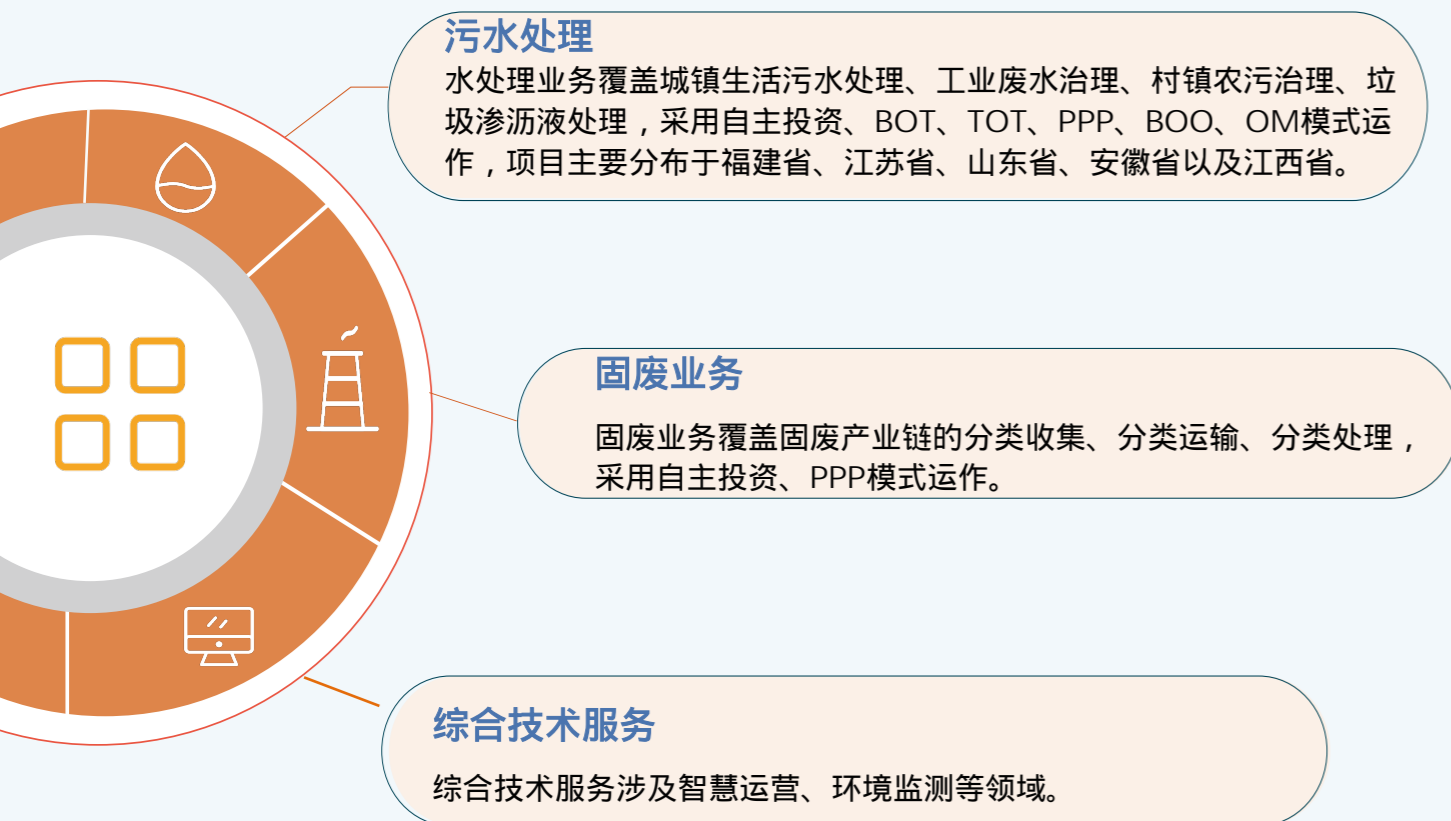 污水处理
水处理业务覆盖城镇生活污水处理、工业废水治理、村镇农污治理、垃
圾渗沥液处理，采用自主投资、BOT、TOT、PPP、BOO、OM模式运
作，项目主要分布于福建省、江苏省、山东省、安徽省以及江西省。
固废业务
固废业务覆盖固废产业链的分类收集、分类运输、分类处理，
采用自主投资、PPP模式运作。
综合技术服务
综合技术服务涉及智慧运营、环境监测等领域。